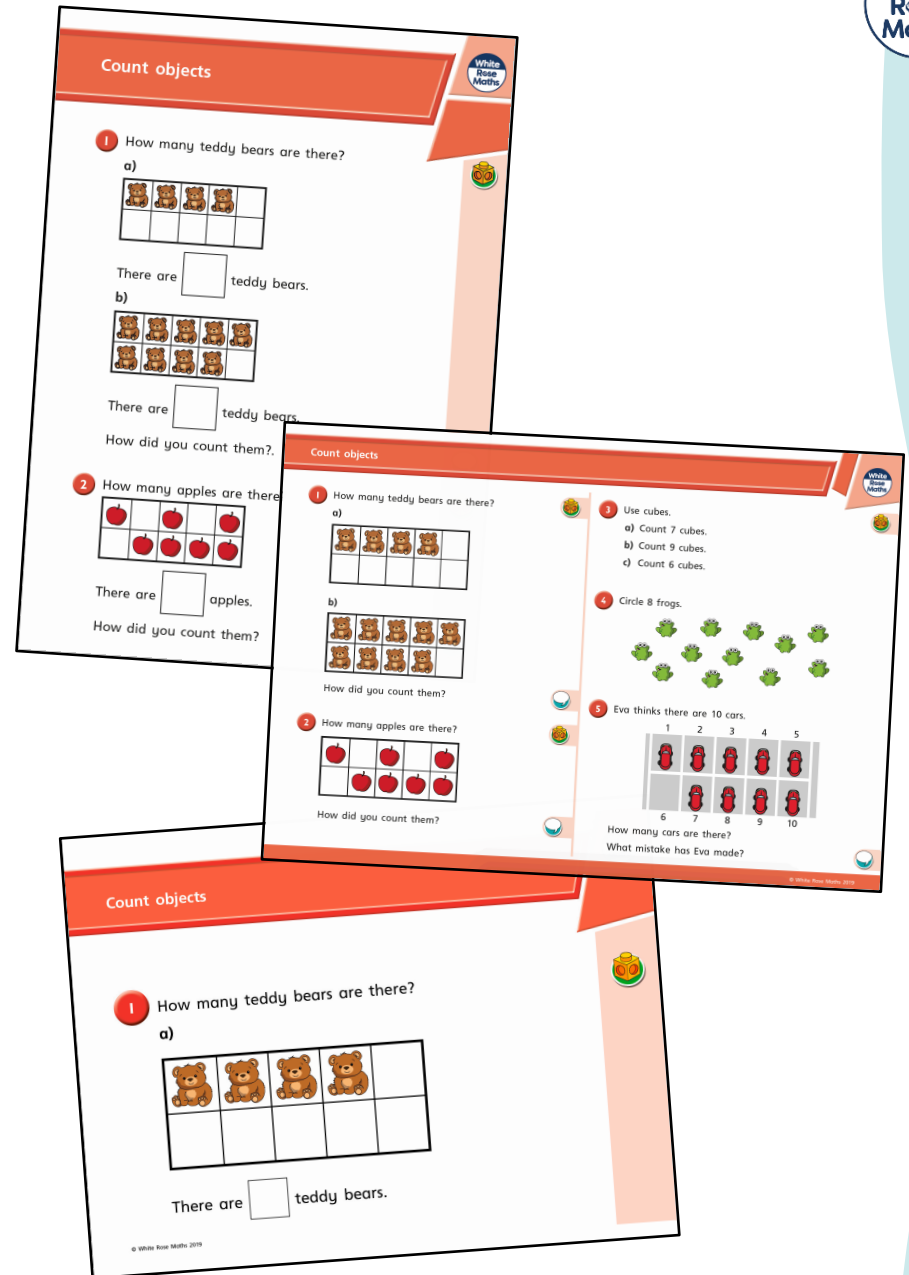 Count objects
White
Rose
Maths
1 How many teddy bears are there?
a)
There are teddy bears.
b)
There are teddy bears.
How did you count them?.
2 How many apples are there
There are apples.
How did you count them?
Count objects
White
Rose
Maths
1 How many teddy bears are there?
a)
b)
How did you count them?
2 How many apples are there?
How did you count them?
3 Use cubes.
a) Count 7 cubes.
b) Count 9 cubes.
c) Count 6 cubes.
4 Circle 8 frogs.
5 Eva thinks there are 10 cars.
1 2 3 4 5
6 7 8 9 10
How many cars are there?
What mistake has Eva made?
© White Rose Maths 2019
Count objects
1 How many teddy bears are there?
a)
There are teddy bears.
© White Rose Maths 2019